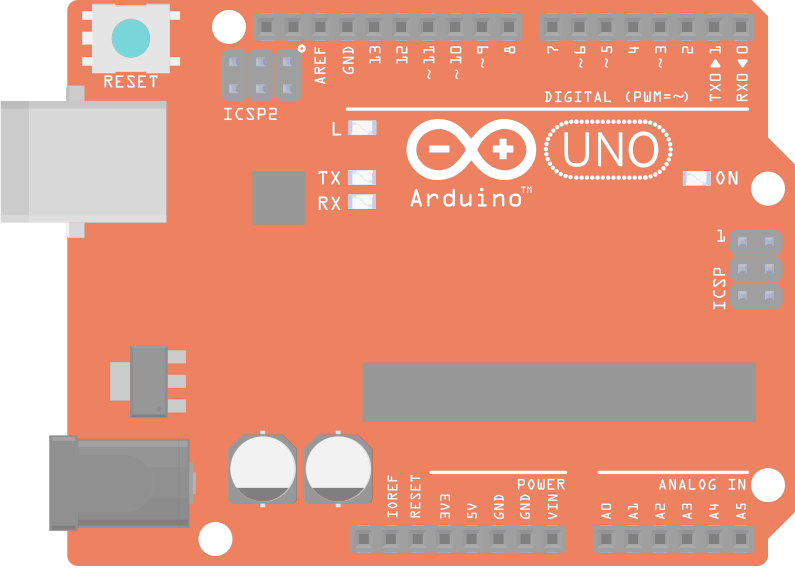 RESET
ICSP2
AREF
GND
13
12
~11
~10
~9
8
7
~6
~5
4
~3
2
TX0▶1
RX0◀0
DIGITAL (PWM=~)
L
TX
RX
Arduino™
UNO
ON
1
ICSP
POWER
ANALOG IN
IOREF
RESET
3V3
5V
GND
GND
VIN
A0
A1
A2
A3
A4
A5